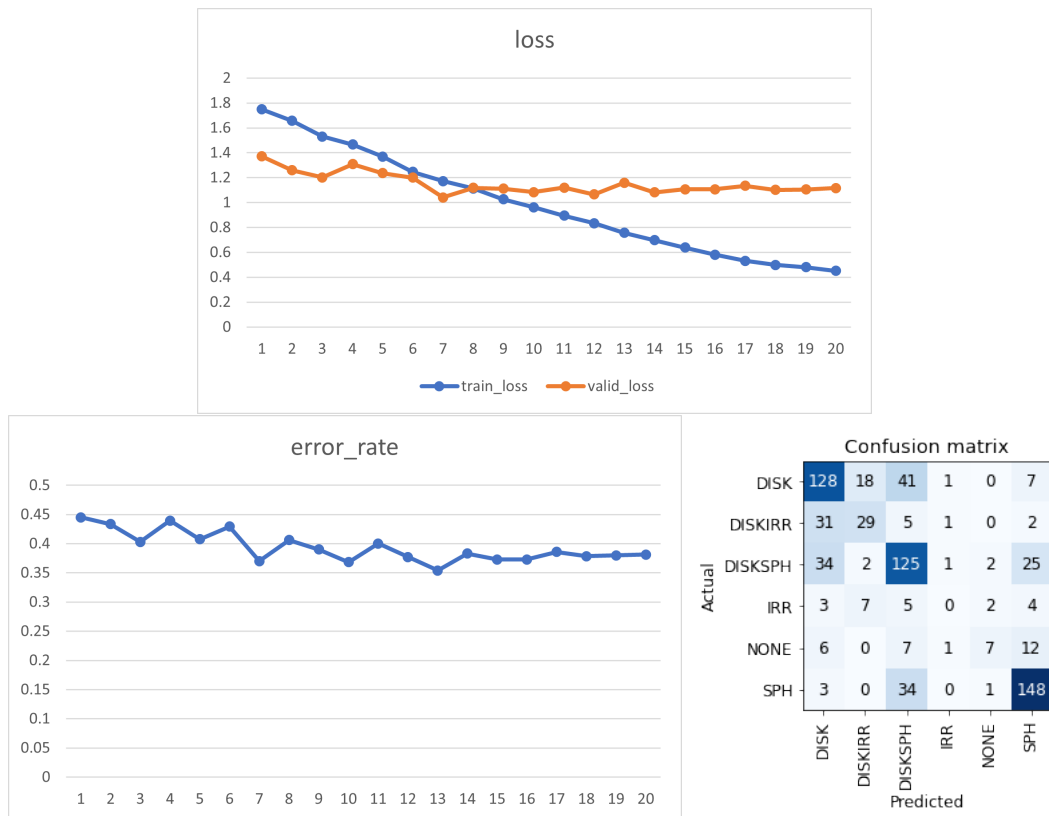 loss
2
1.8
1.6
1.4
1.2
1
0.8
0.6
0.4
0.2
0
1 2 3 4 5 6 7 8 9 10 11 12 13 14 15 16 17 18 19 20
train_loss valid_loss
error_rate
0.5
0.45
0.4
0.35
0.3
0.25
0.2
0.15
0.1
0.05
0
1 2 3 4 5 6 7 8 9 10 11 12 13 14 15 16 17 18 19 20
Confusion matrix
Actual
DISK 128 18 41 1 0 7
DISKIRR 31 29 5 1 0 2
DISKSPH 34 2 125 1 2 25
IRR 3 7 5 0 2 4
NONE 6 0 7 1 7 12
SPH 3 0 34 0 1 148
DISK DISKIRR DISKSPH IRR NONE SPH
Predicted